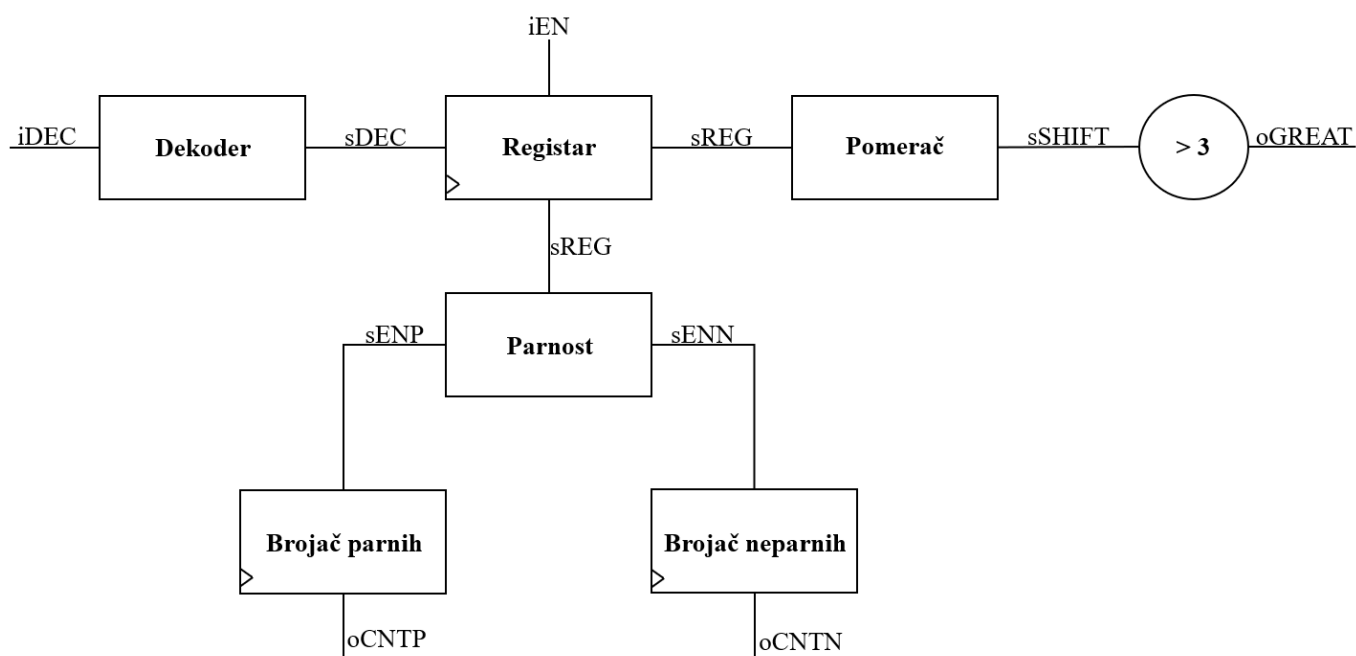 iEN
iDEC
Dekoder
sDEC
Registar
sREG
Pomerač
sSHIFT
> 3
oGREAT
sREG
sENP
Parnost
sENN
Brojač parnih
Brojač neparnih
oCNTP
oCNTN